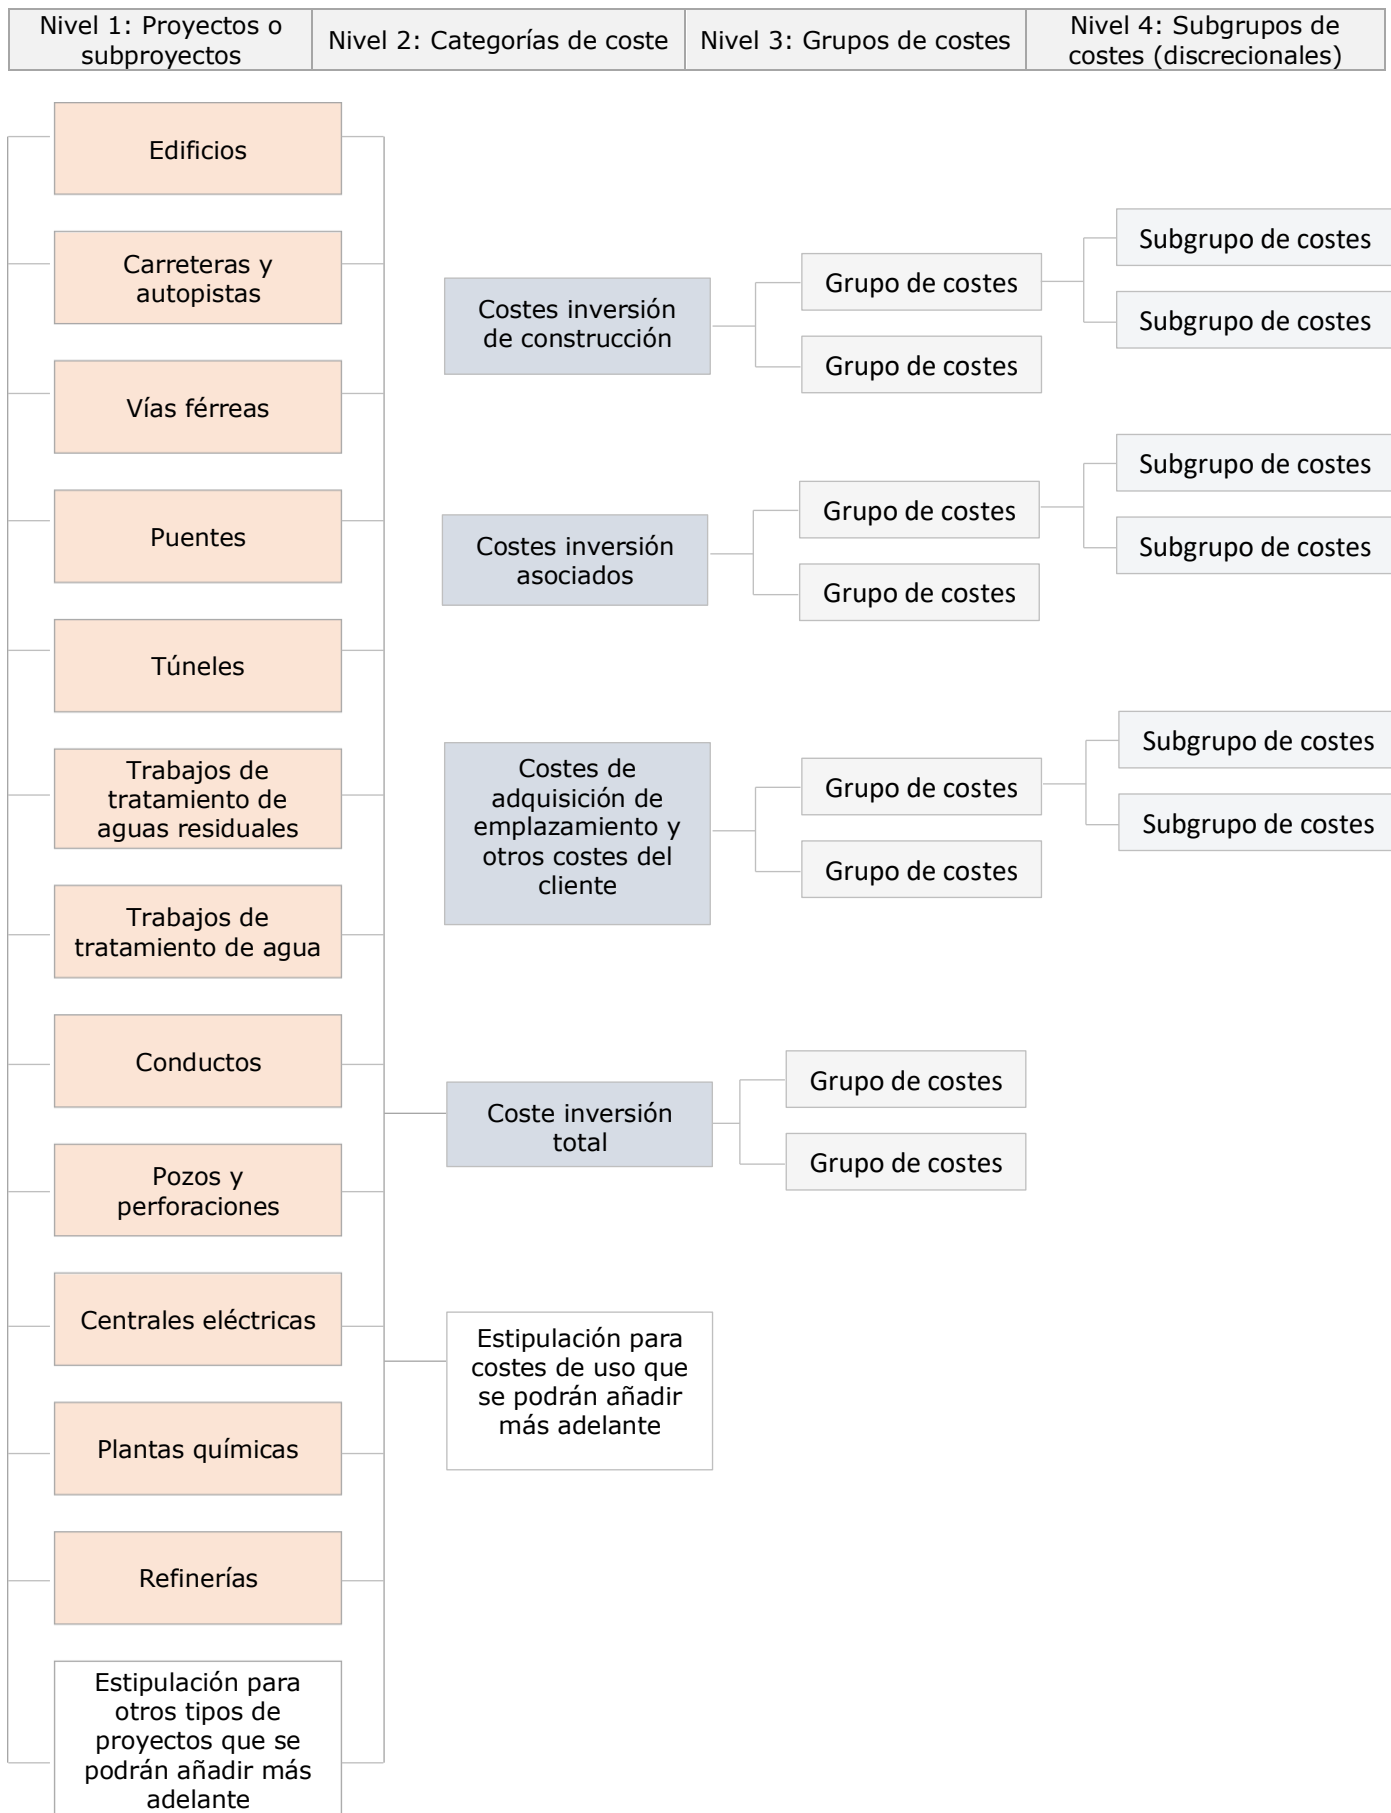 Nivel 1: Proyectos o
subproyectos
Nivel 2: Categorías de coste
Nivel 3: Grupos de costes
Nivel 4: Subgrupos de
costes (discrecionales)
Edificios
Carreteras y
autopistas
Vías férreas
Puentes
Túneles
Trabajos de
tratamiento de
aguas residuales
Trabajos de
tratamiento de agua
Conductos
Pozos y
perforaciones
Centrales eléctricas
Plantas químicas
Refinerías
Estipulación para
otros tipos de
proyectos que se
podrán añadir más
adelante
Costes inversión
de construcción
Grupo de costes
Grupo de costes
Subgrupo de costes
Subgrupo de costes
Costes inversión
asociados
Grupo de costes
Grupo de costes
Subgrupo de costes
Subgrupo de costes
Costes de
adquisición de
emplazamiento y
otros costes del
cliente
Grupo de costes
Grupo de costes
Subgrupo de costes
Subgrupo de costes
Coste inversión
total
Grupo de costes
Grupo de costes
Estipulación para
costes de uso que
se podrán añadir
más adelante